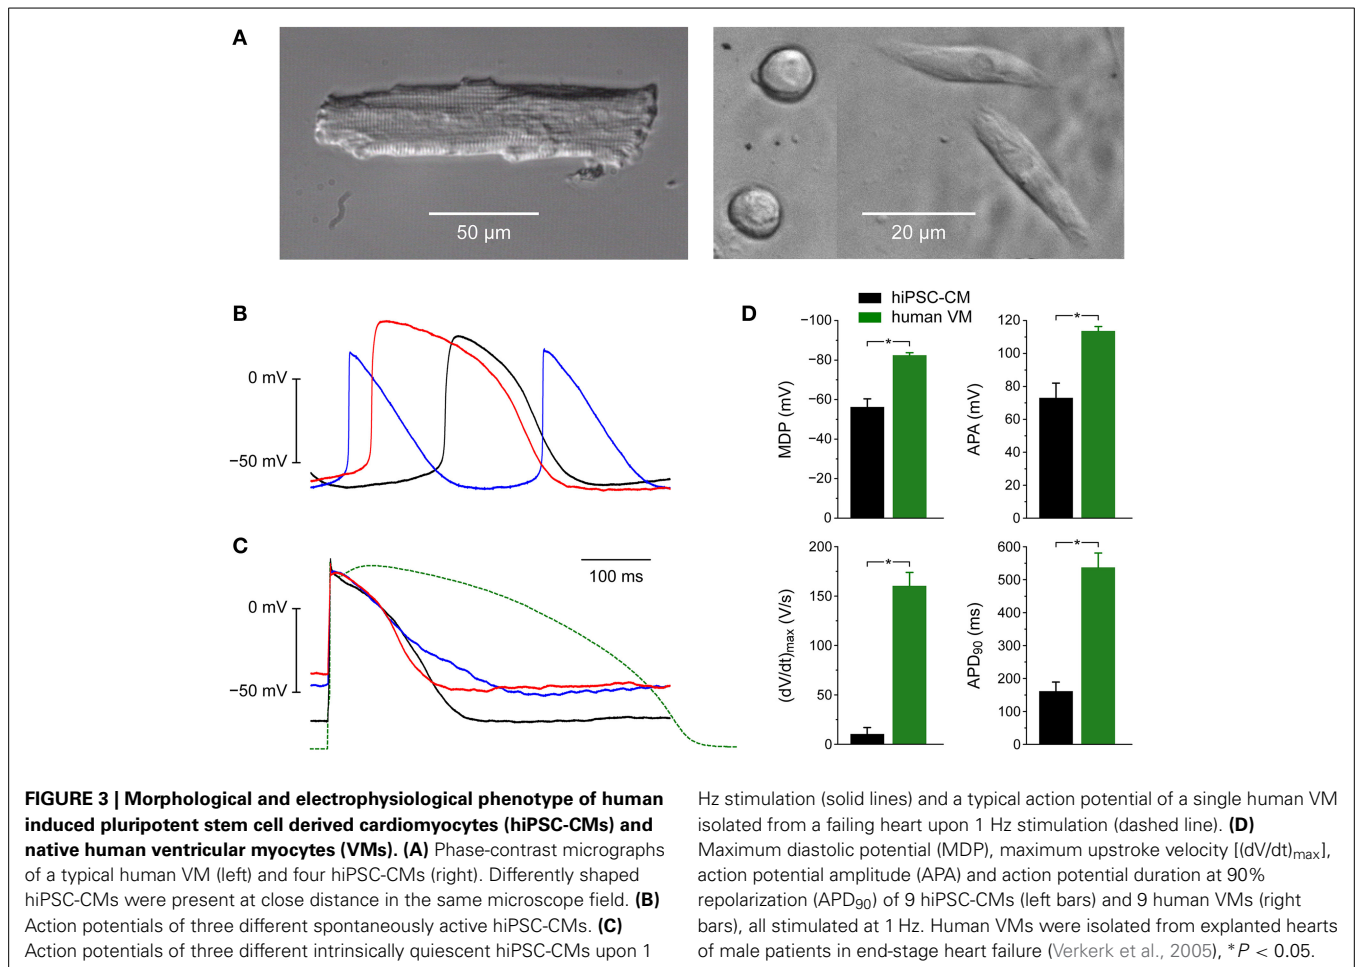 A
50 μm
20 μm
B
0 mV
−50 mV
C
100 ms
0 mV
−50 mV
D
hiPSC-CM
human VM
−100
−80
−60
−40
−20
0
MDP (mV)
*
120
100
80
60
40
20
0
APA (mV)
*
200
150
100
50
0
(dV/dt)max (V/s)
*
600
500
400
300
200
100
0
APD90 (ms)
*
FIGURE 3 | Morphological and electrophysiological phenotype of human
induced pluripotent stem cell derived cardiomyocytes (hiPSC-CMs) and
native human ventricular myocytes (VMs). (A) Phase-contrast micrographs
of a typical human VM (left) and four hiPSC-CMs (right). Differently shaped
hiPSC-CMs were present at close distance in the same microscope field. (B)
Action potentials of three different spontaneously active hiPSC-CMs. (C)
Action potentials of three different intrinsically quiescent hiPSC-CMs upon 1
Hz stimulation (solid lines) and a typical action potential of a single human VM
isolated from a failing heart upon 1 Hz stimulation (dashed line). (D)
Maximum diastolic potential (MDP), maximum upstroke velocity [(dV/dt)max],
action potential amplitude (APA) and action potential duration at 90%
repolarization (APD90) of 9 hiPSC-CMs (left bars) and 9 human VMs (right
bars), all stimulated at 1 Hz. Human VMs were isolated from explanted hearts
of male patients in end-stage heart failure (Verkerk et al., 2005), *P < 0.05.